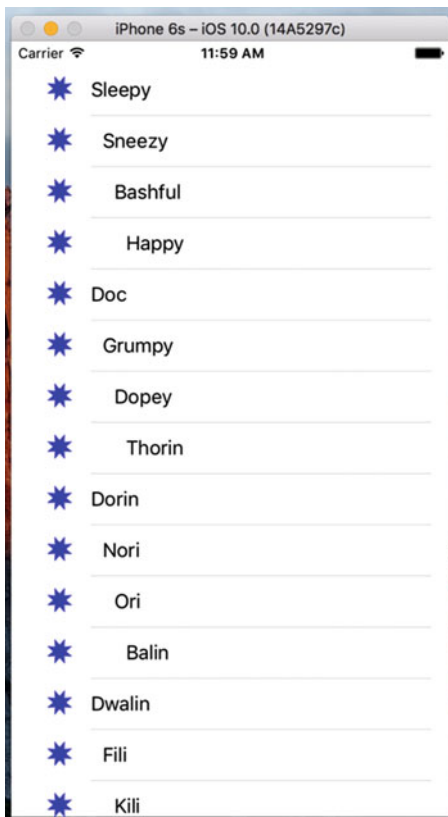 iPhone 6s – iOS 10.0 (14A5297c)
Carrier 11:59 AM
Sleepy
Sneezy
Bashful
Happy
Doc
Grumpy
Dopey
Thorin
Dorin
Nori
Ori
Balin
Dwalin
Fili
Kili